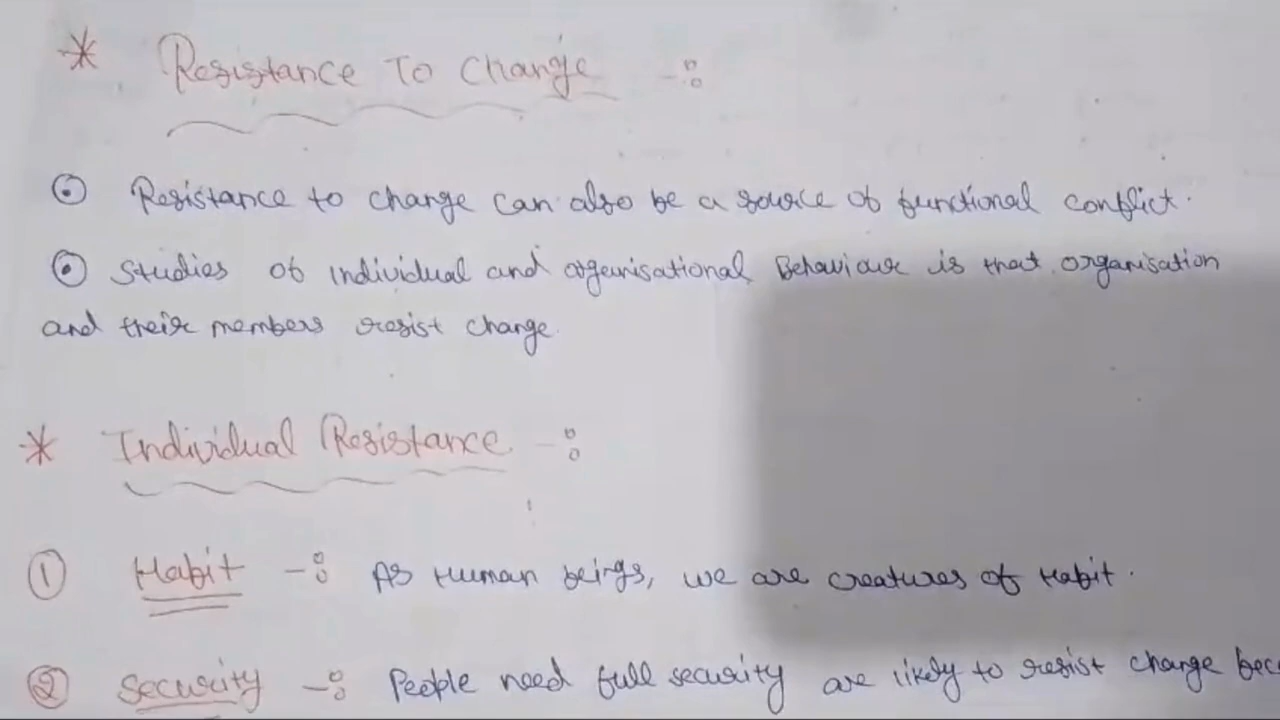 * Resistance To Change -:
⊙ Resistance to change can also be a source of functional conflict.
⊙ Studies of individual and orgeunisational Behaviour is that organisation
and their members resist change.
* Individual Resistance -:
① Habit -: As Human beings, we are creatures of Habit.
② Security -: People need full security are likely to resist change bec